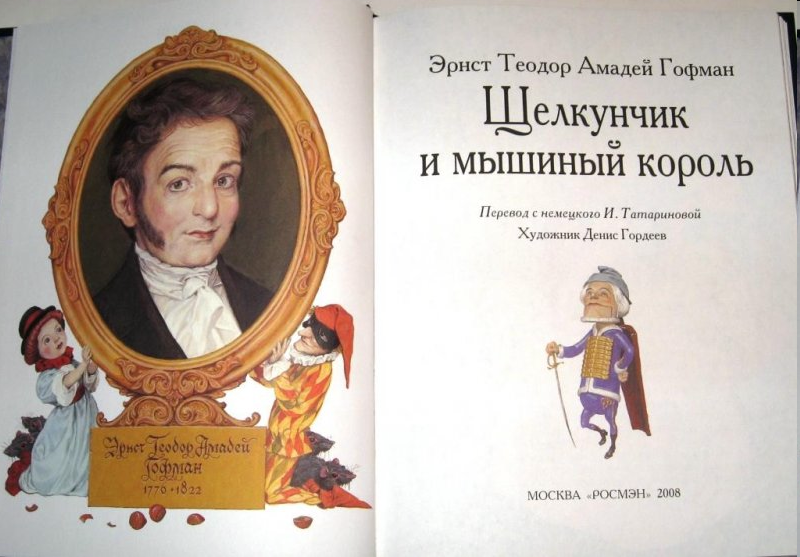 Эрнст Теодор Амадей
Гофман
1776 • 1822
Эрнст Теодор Амадей Гофман
Щелкунчик
и мышиный король
Перевод с немецкого И. Татариновой
Художник Денис Гордеев
МОСКВА «РОСМЭН» 2008